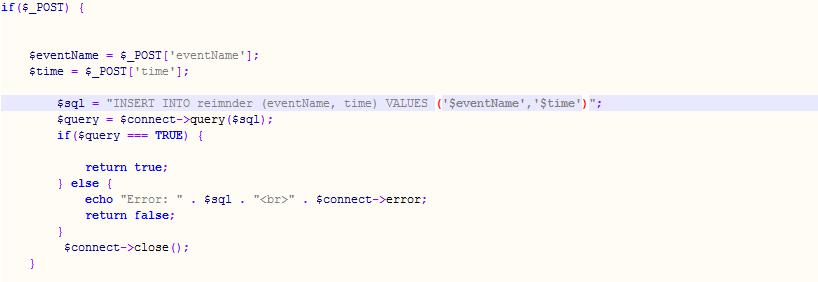 if($_POST) {
$eventName = $_POST['eventName'];
$time = $_POST['time'];
$sql = "INSERT INTO reimnder (eventName, time) VALUES ('$eventName','$time')";
$query = $connect->query($sql);
if($query === TRUE) {
return true;
} else {
echo "Error: " . $sql . "<br>" . $connect->error;
return false;
}
$connect->close();
}